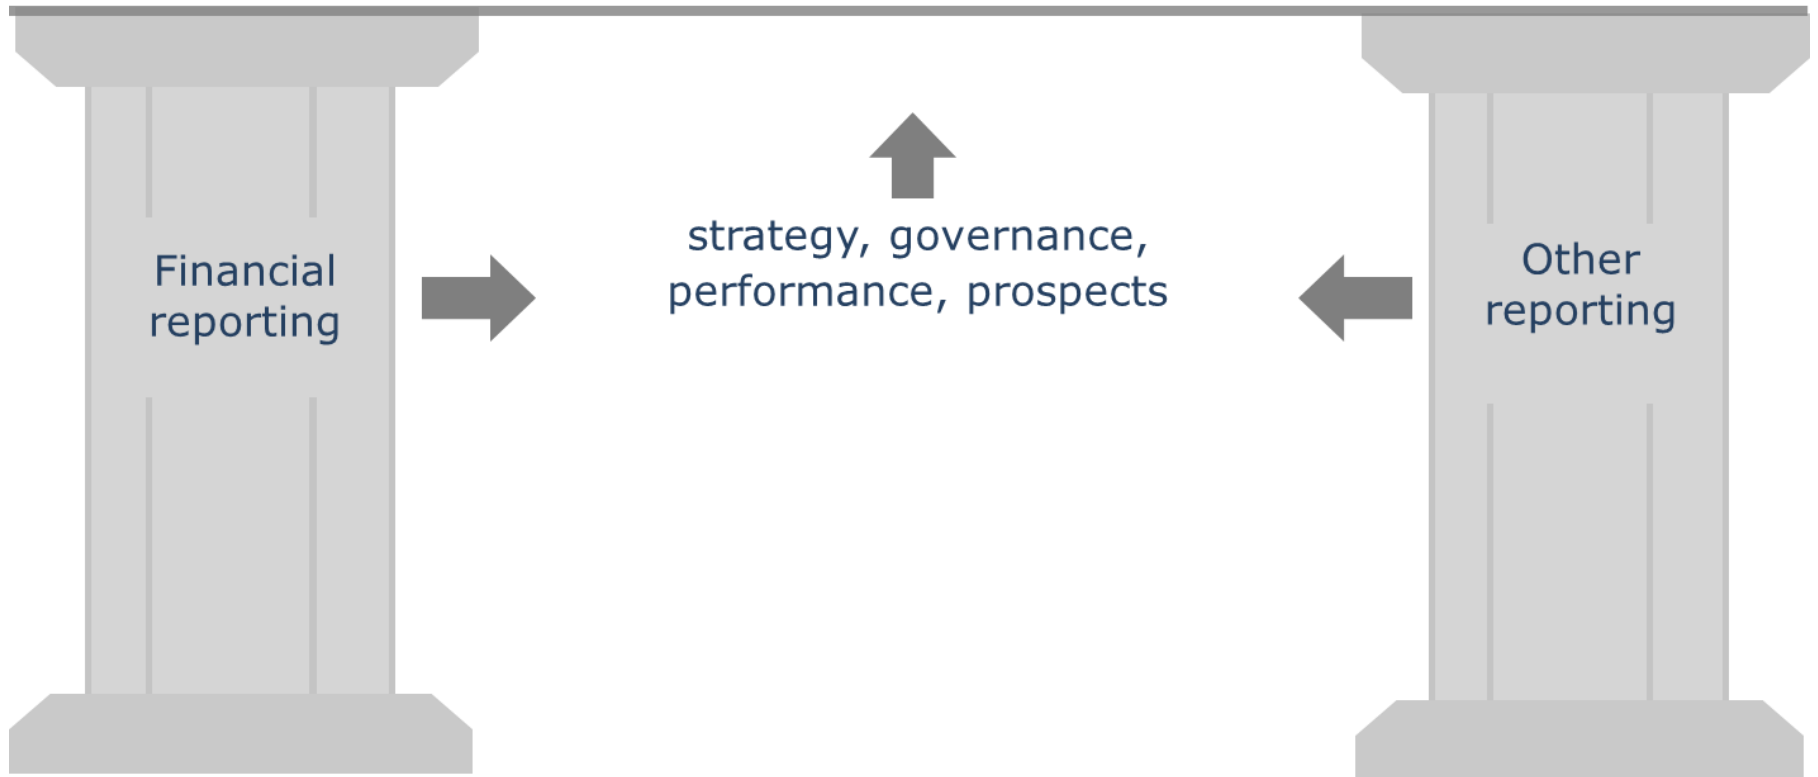 Financial
reporting
strategy, governance,
performance, prospects
Other
reporting